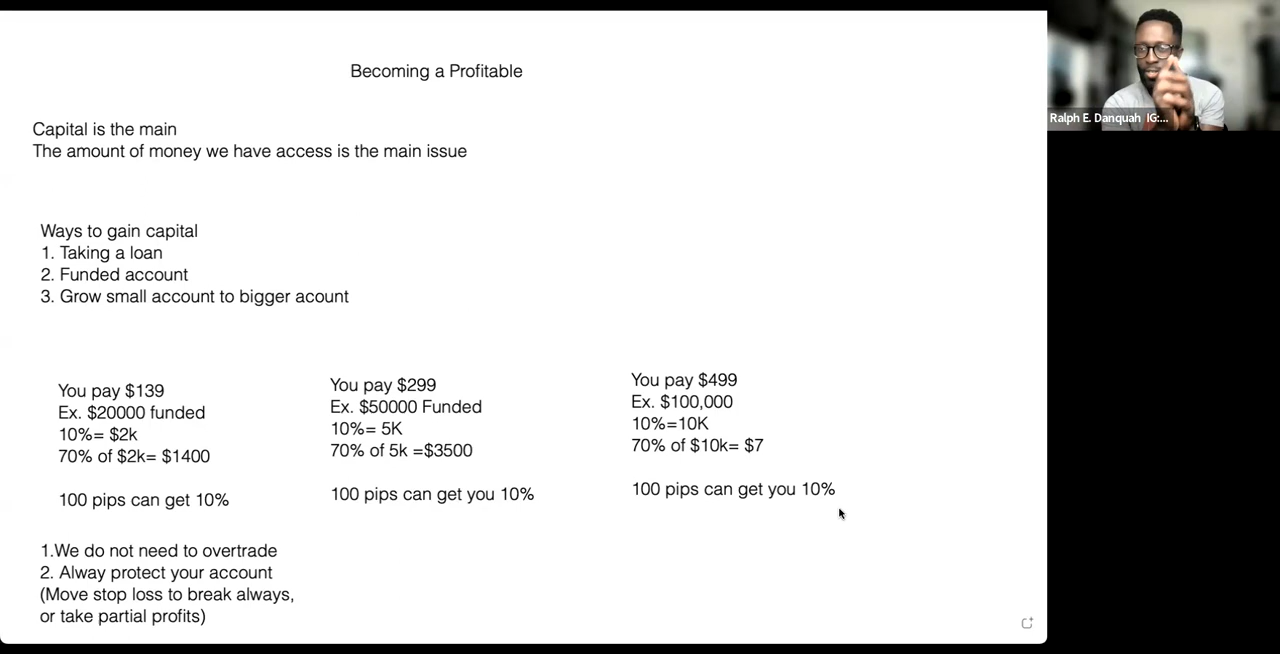 Becoming a Profitable
Capital is the main
The amount of money we have access is the main issue
Ways to gain capital
1. Taking a loan
2. Funded account
3. Grow small account to bigger acount
You pay $139
Ex. $20000 funded
10%= $2k
70% of $2k= $1400
100 pips can get 10%
You pay $299
Ex. $50000 Funded
10%= 5K
70% of 5k =$3500
100 pips can get you 10%
You pay $499
Ex. $100,000
10%=10K
70% of $10k= $7
100 pips can get you 10%
1.We do not need to overtrade
2. Alway protect your account
(Move stop loss to break always,
or take partial profits)
Ralph E. Danquah IG:...